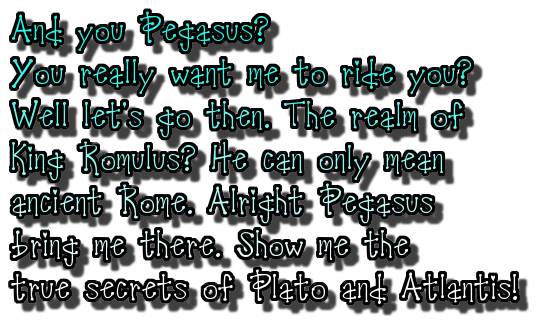 And you Pegasus?
You really want me to ride you?
Well let's go then. The realm of
King Romulus? He can only mean
ancient Rome. Alright Pegasus
bring me there. Show me the
true secrets of Plato and Atlantis!